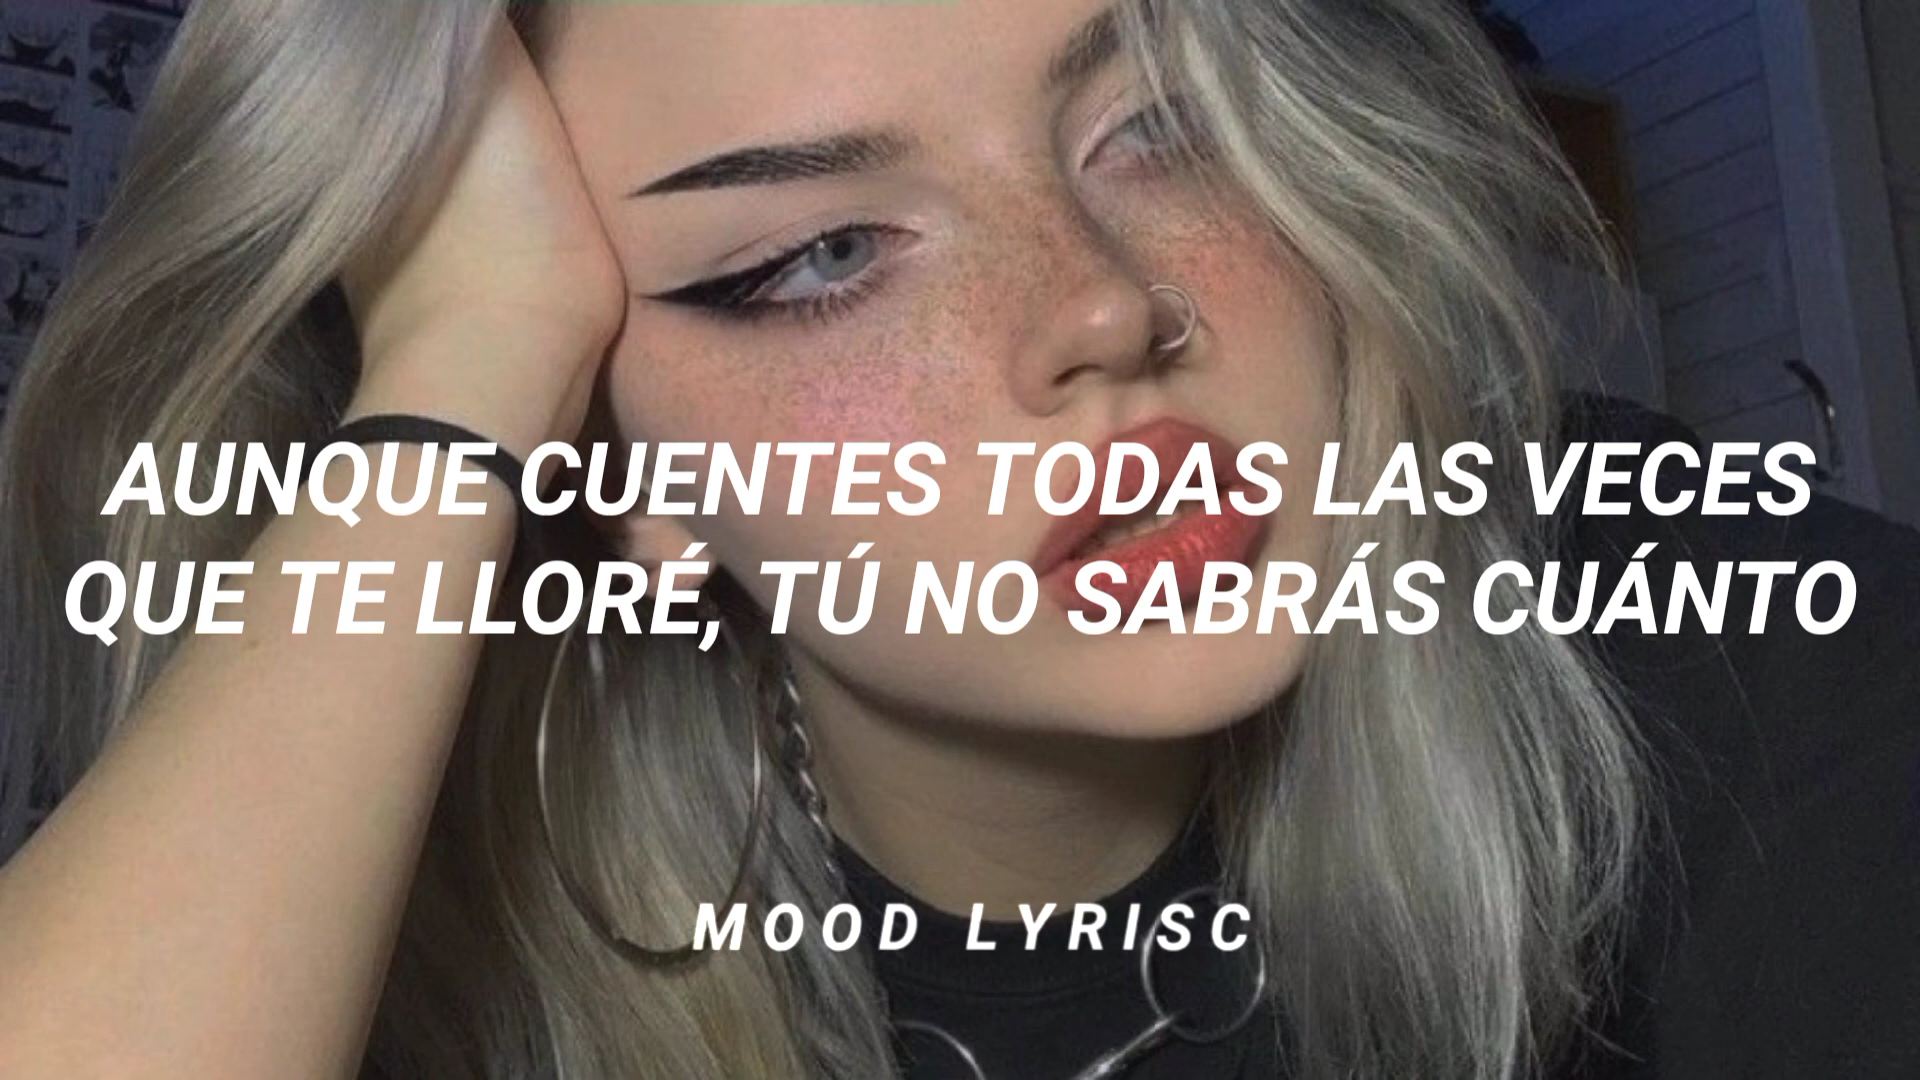 AUNQUE CUENTES TODAS LAS VECES
QUE TE LLORÉ, TÚ NO SABRÁS CUÁNTO
MOOD LYRISC